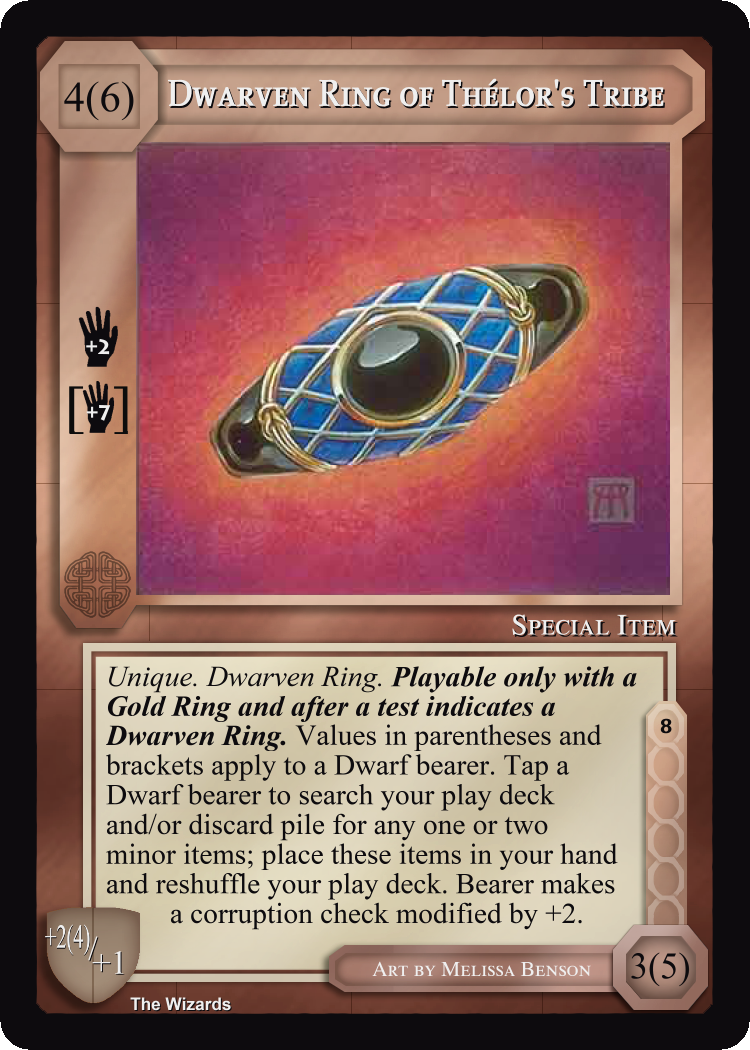 4(6)
Dwarven Ring of Thélor's Tribe
+2
[+7]
Special Item
Unique. Dwarven Ring. Playable only with a
Gold Ring and after a test indicates a
Dwarven Ring. Values in parentheses and
brackets apply to a Dwarf bearer. Tap a
Dwarf bearer to search your play deck
and/or discard pile for any one or two
minor items; place these items in your hand
and reshuffle your play deck. Bearer makes
a corruption check modified by +2.
8
+2(4)/+1
Art by Melissa Benson
3(5)
The Wizards